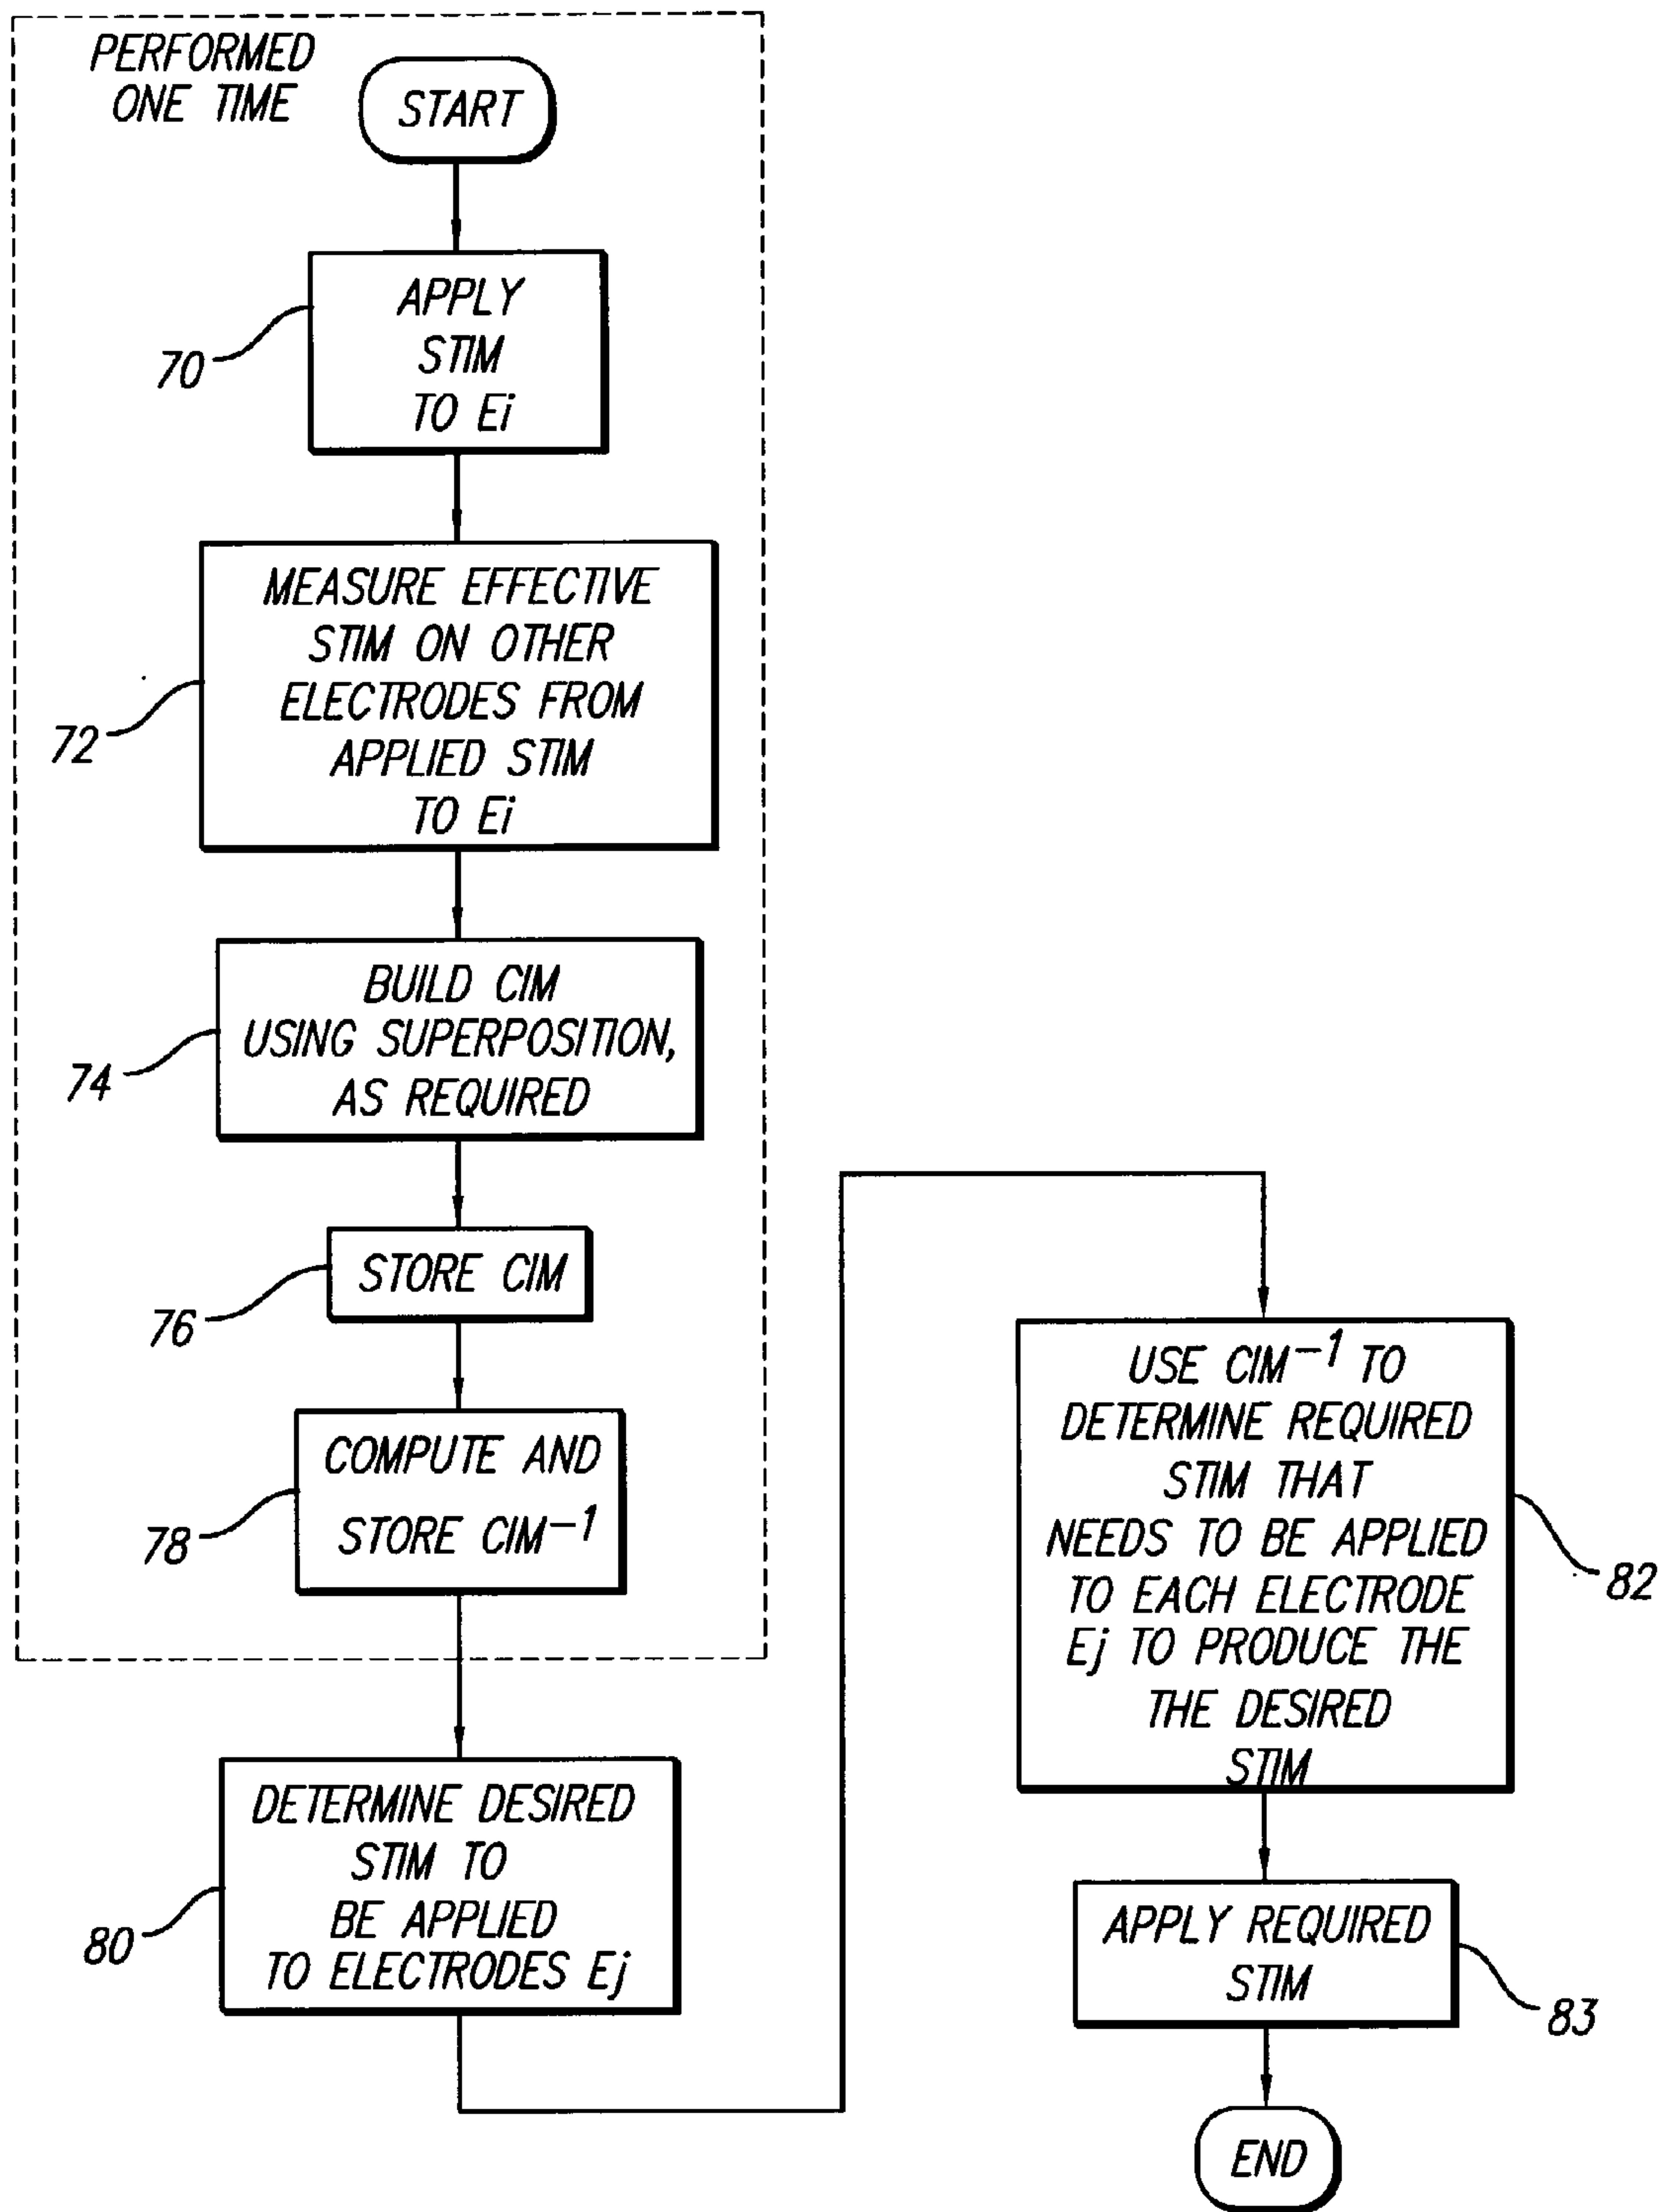 PERFORMED
ONE TIME
START
APPLY
STIM
TO Ei
70
MEASURE EFFECTIVE
STIM ON OTHER
ELECTRODES FROM
APPLIED STIM
TO Ei
72
BUILD CIM
USING SUPERPOSITION,
AS REQUIRED
74
STORE CIM
76
COMPUTE AND
STORE CIM⁻¹
78
DETERMINE DESIRED
STIM TO
BE APPLIED
TO ELECTRODES Ej
80
USE CIM⁻¹ TO
DETERMINE REQUIRED
STIM THAT
NEEDS TO BE APPLIED
TO EACH ELECTRODE
Ej TO PRODUCE THE
THE DESIRED
STIM
82
APPLY REQUIRED
STIM
83
END